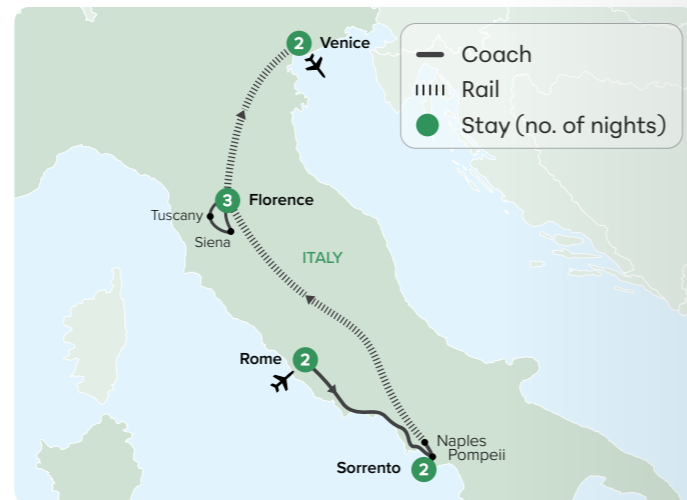 2 Venice
Coach
Rail
Stay (no. of nights)
3 Florence
Tuscany
Siena
ITALY
Rome 2
Naples
Pompeii
Sorrento 2